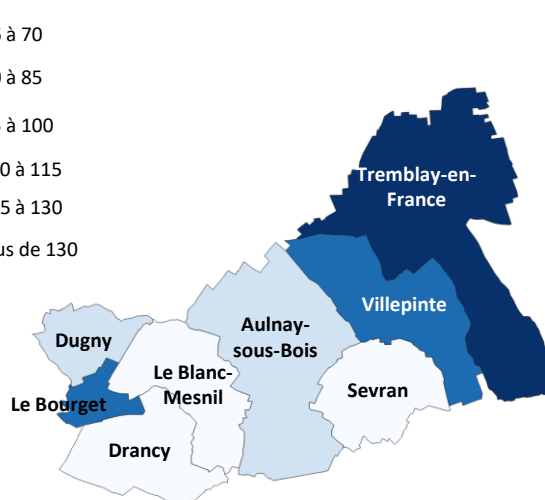 à 70
à 85
à 100
0 à 115
5 à 130
us de 130
Tremblay-en-
France
Villepinte
Aulnay-
sous-Bois
Dugny
Le Blanc-
Mesnil
Sevran
Le Bourget
Drancy